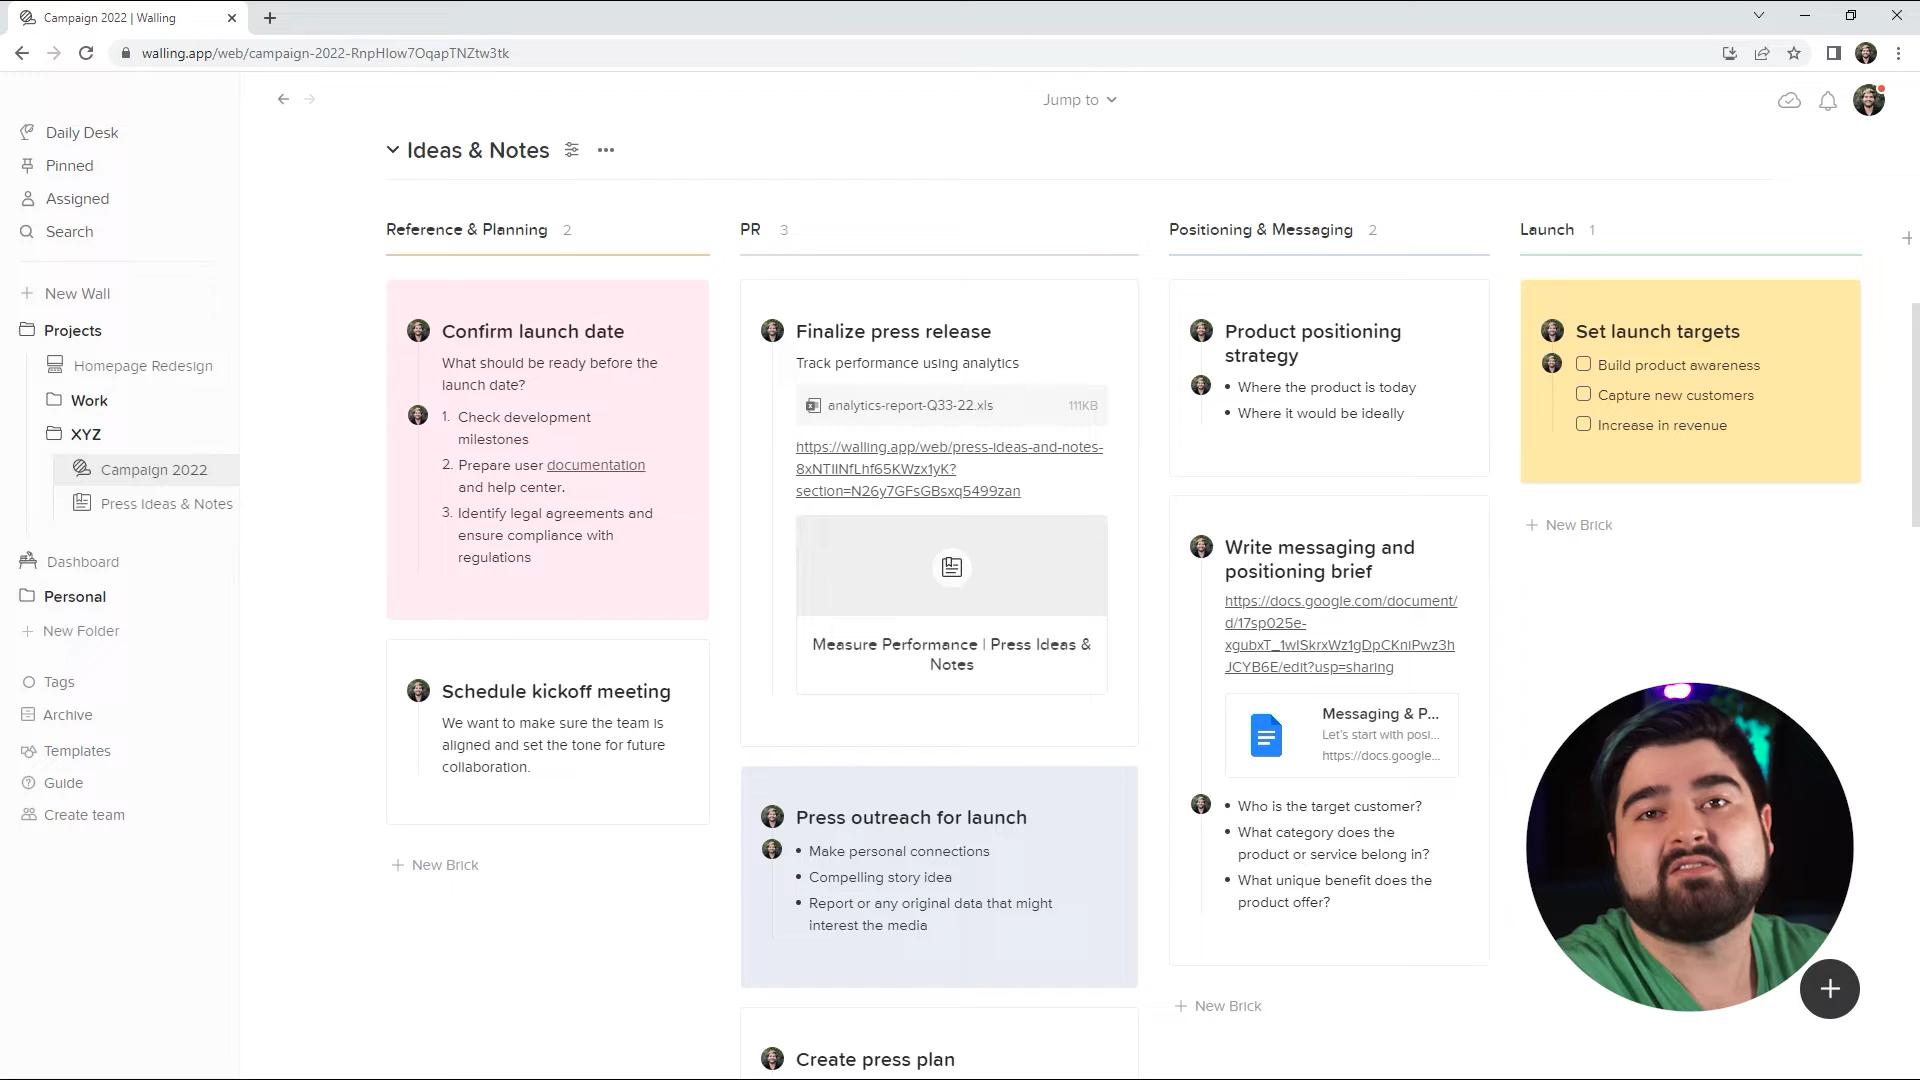 Campaign 2022 | Walling
walling.app/web/campaign-2022-RnpHIow7OqapTNZtw3tk
Jump to
Daily Desk
Pinned
Assigned
Search
New Wall
Projects
Homepage Redesign
Work
XYZ
Campaign 2022
Press Ideas & Notes
Dashboard
Personal
New Folder
Tags
Archive
Templates
Guide
Create team
Ideas & Notes
Reference & Planning 2
Confirm launch date
What should be ready before the
launch date?
1. Check development
milestones
2. Prepare user documentation
and help center.
3. Identify legal agreements and
ensure compliance with
regulations
Schedule kickoff meeting
We want to make sure the team is
aligned and set the tone for future
collaboration.
New Brick
PR 3
Finalize press release
Track performance using analytics
analytics-report-Q33-22.xls 111KB
https://walling.app/web/press-ideas-and-notes-
8xNTIINfLhf65KWzx1yK?
section=N26y7GFsGBsxq5499zan
Measure Performance | Press Ideas &
Notes
Press outreach for launch
• Make personal connections
• Compelling story idea
• Report or any original data that might
interest the media
Create press plan
Positioning & Messaging 2
Product positioning
strategy
• Where the product is today
• Where it would be ideally
Write messaging and
positioning brief
https://docs.google.com/document/
d/17sp025e-
xgubxT_1wISkrxWz1gDpCKniPwz3h
JCYB6E/edit?usp=sharing
Messaging & P...
Let's start with posi...
https://docs.google...
• Who is the target customer?
• What category does the
product or service belong in?
• What unique benefit does the
product offer?
New Brick
Launch 1
Set launch targets
Build product awareness
Capture new customers
Increase in revenue
New Brick